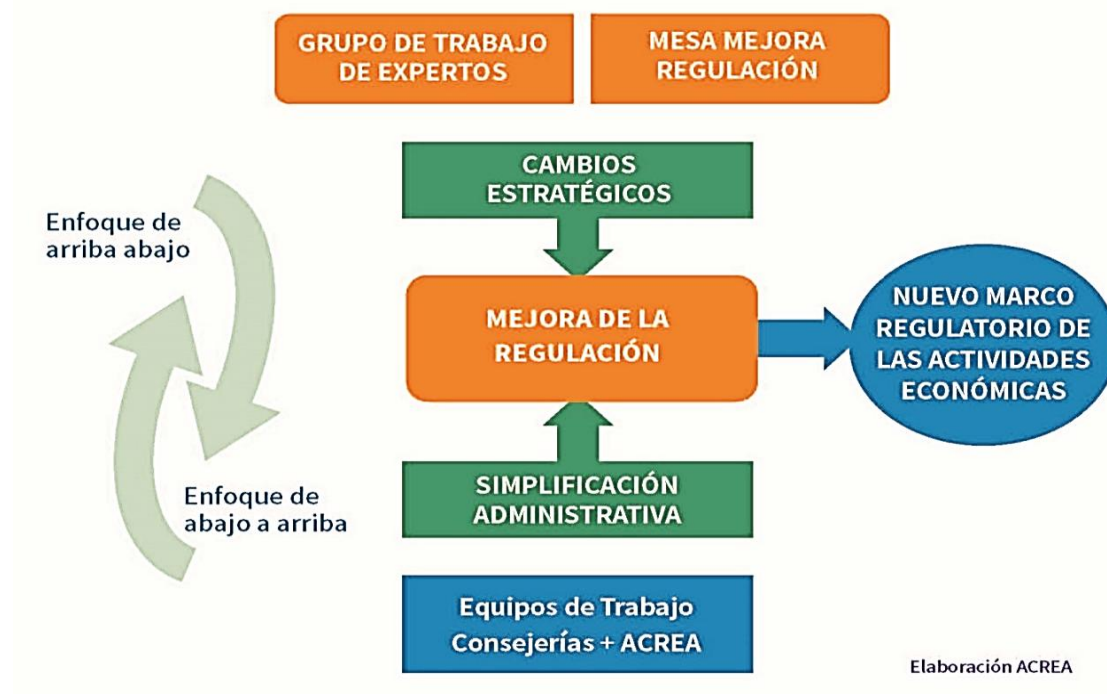 GRUPO DE TRABAJO
DE EXPERTOS
MESA MEJORA
REGULACIÓN
CAMBIOS
ESTRATÉGICOS
Enfoque de
arriba abajo
MEJORA DE LA
REGULACIÓN
NUEVO MARCO
REGULATORIO DE
LAS ACTIVIDADES
ECONÓMICAS
Enfoque de
abajo a arriba
SIMPLIFICACIÓN
ADMINISTRATIVA
Equipos de Trabajo
Consejerías + ACREA
Elaboración ACREA